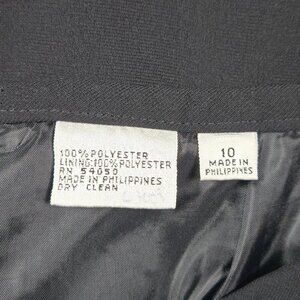 100% POLYESTER
LINING:100% POLYESTER
RN 54050
MADE IN PHILIPPINES
DRY CLEAN
10
MADE IN
PHILIPPINES